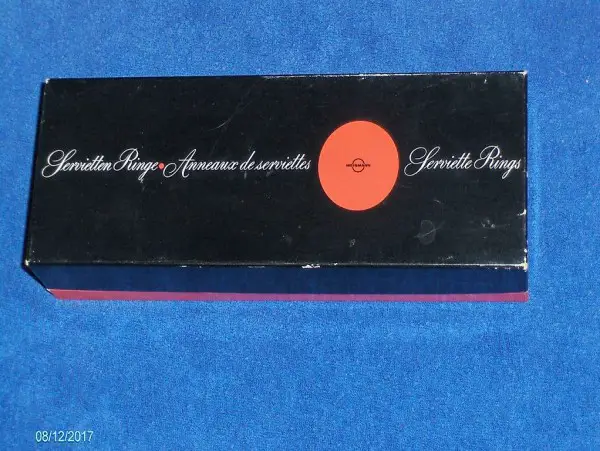 Servietten Ringe • Anneaux de serviettes Serviette Rings
08/12/2017